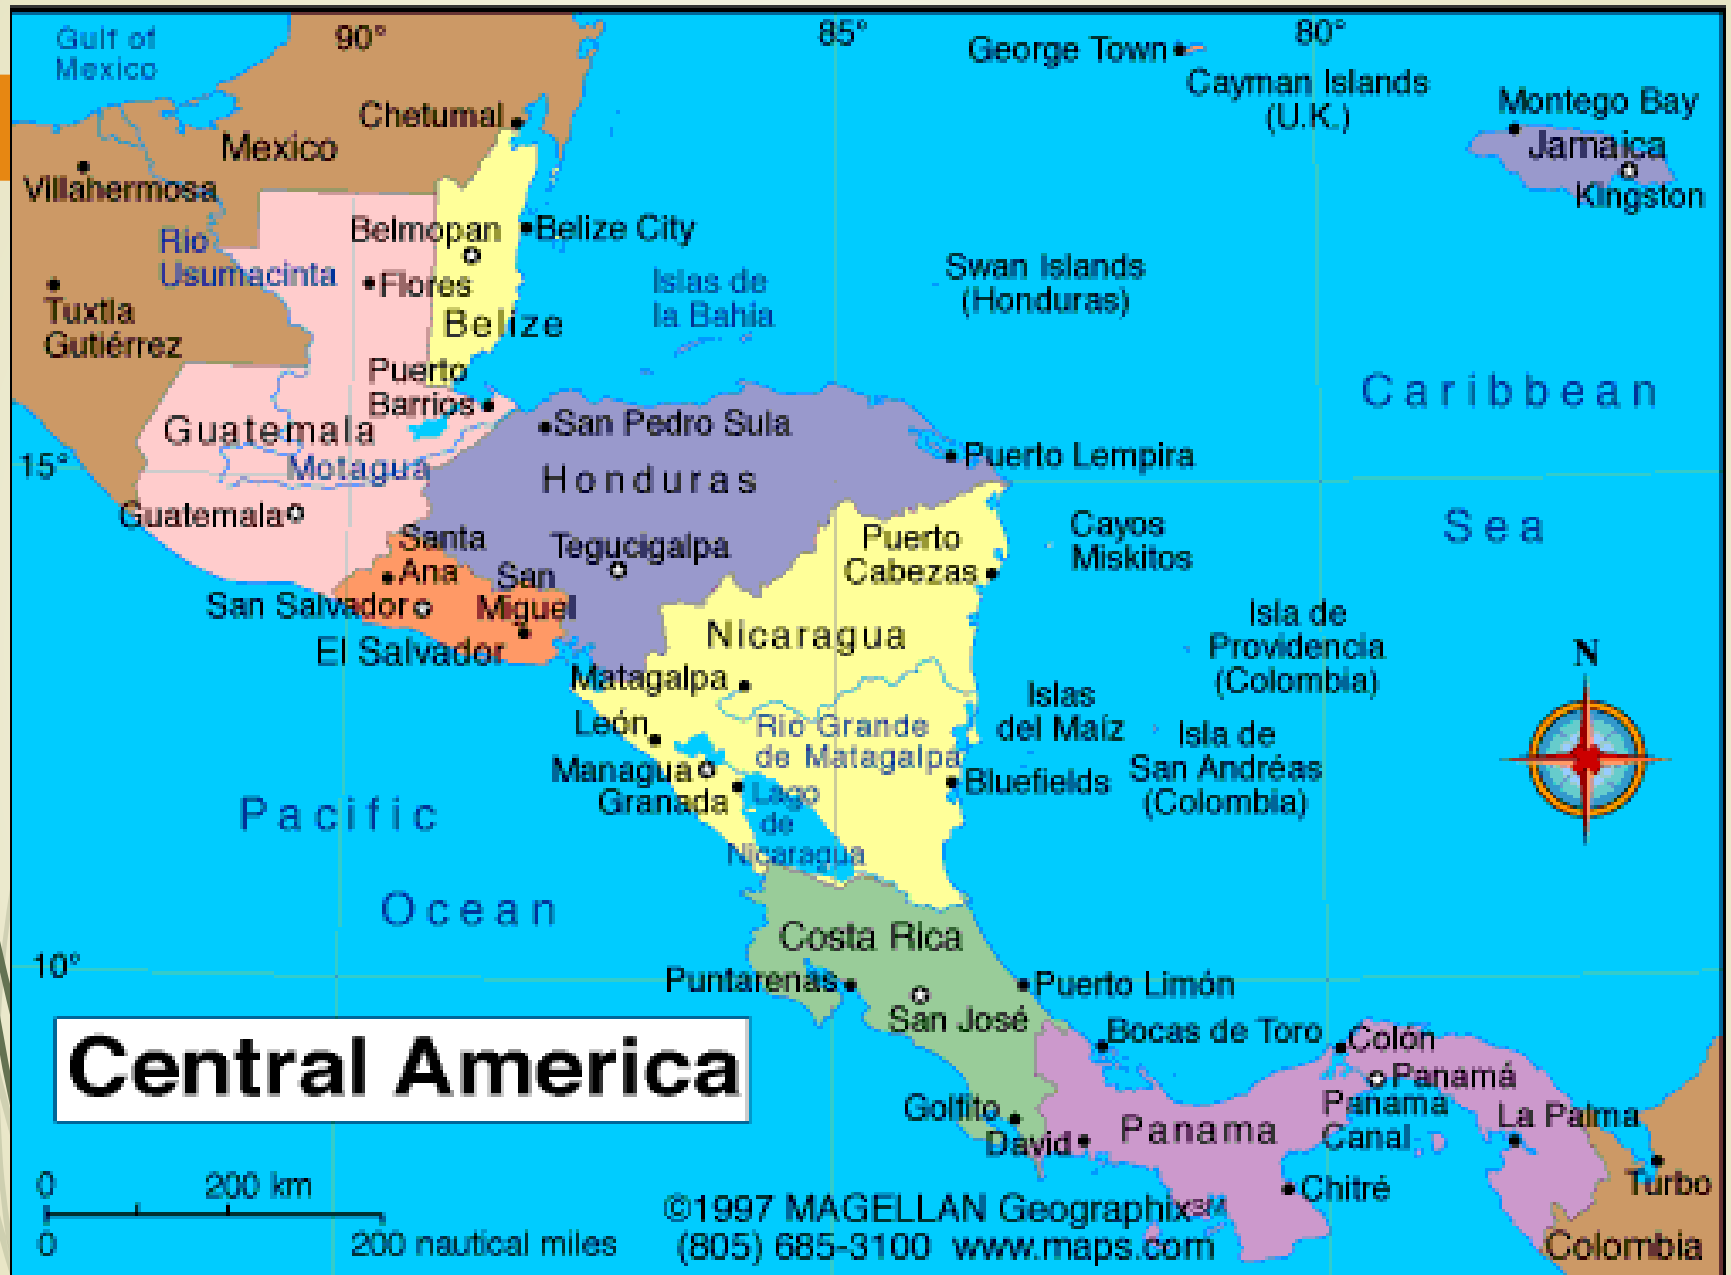 Gulf of
Mexico
90°
85°
80°
George Town
Cayman Islands
(U.K.)
Montego Bay
Jamaica
Kingston
Chetumal
Mexico
Villahermosa
Rio
Usumacinta
Belmopan
Belize City
Flores
Belize
Tuxtla
Gutiérrez
Islas de
la Bahia
Swan Islands
(Honduras)
Puerto
Barrios
Guatemala
San Pedro Sula
Caribbean
Sea
15°
Motagua
Honduras
Puerto Lempira
Guatemala
Santa
Ana
Tegucigalpa
San
Miguel
San Salvador
El Salvador
Puerto
Cabezas
Cayos
Miskitos
Nicaragua
Isla de
Providencia
(Colombia)
N
Matagalpa
León
Rio Grande
de Matagalpa
Islas
del Maíz
Isla de
San Andréas
(Colombia)
Managua
Granada
Lago
de
Nicaragua
Bluefields
Pacific
Ocean
Costa Rica
10°
Puntarenas
San José
Puerto Limón
Bocas de Toro
Colón
Panamá
Panama
Canal
La Palma
Golfito
David
Panama
Chitré
Turbo
Colombia
Central America
0 200 km
0 200 nautical miles
©1997 MAGELLAN Geographix℠
(805) 685-3100 www.maps.com